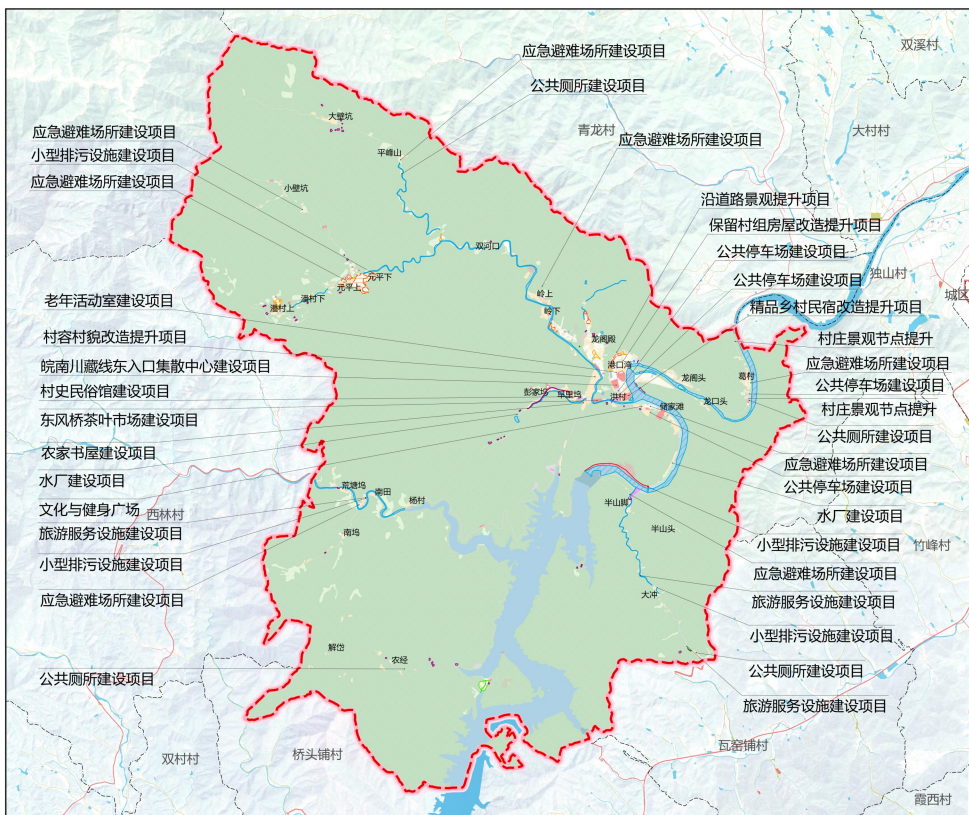 双溪村
应急避难场所建设项目
公共厕所建设项目
大村村
青龙村
应急避难场所建设项目
大壁坑
应急避难场所建设项目
小型排污设施建设项目
应急避难场所建设项目
平峰山
小壁坑
沿道路景观提升项目
保留村组房屋改造提升项目
公共停车场建设项目
双河口
独山村
公共停车场建设项目
元平下
元平上
潘村下
潘村上
岭上
岭下
城区
精品乡村民宿改造提升项目
老年活动室建设项目
村容村貌改造提升项目
皖南川藏线东入口集散中心建设项目
村史民俗馆建设项目
东风桥茶叶市场建设项目
农家书屋建设项目
水厂建设项目
文化与健身广场
旅游服务设施建设项目
小型排污设施建设项目
应急避难场所建设项目
公共厕所建设项目
龙阁殿
港口湾
龙阁头
葛村
彭家坞
早里坞
洪村
储家滩
龙口头
村庄景观节点提升
应急避难场所建设项目
公共停车场建设项目
村庄景观节点提升
公共厕所建设项目
应急避难场所建设项目
公共停车场建设项目
水厂建设项目
小型排污设施建设项目
应急避难场所建设项目
旅游服务设施建设项目
小型排污设施建设项目
公共厕所建设项目
旅游服务设施建设项目
荒塘坞
南田
杨村
西林村
南坞
半山脚
半山头
竹峰村
大冲
解岱
农经
双村村
桥头铺村
瓦窑铺村
霞西村